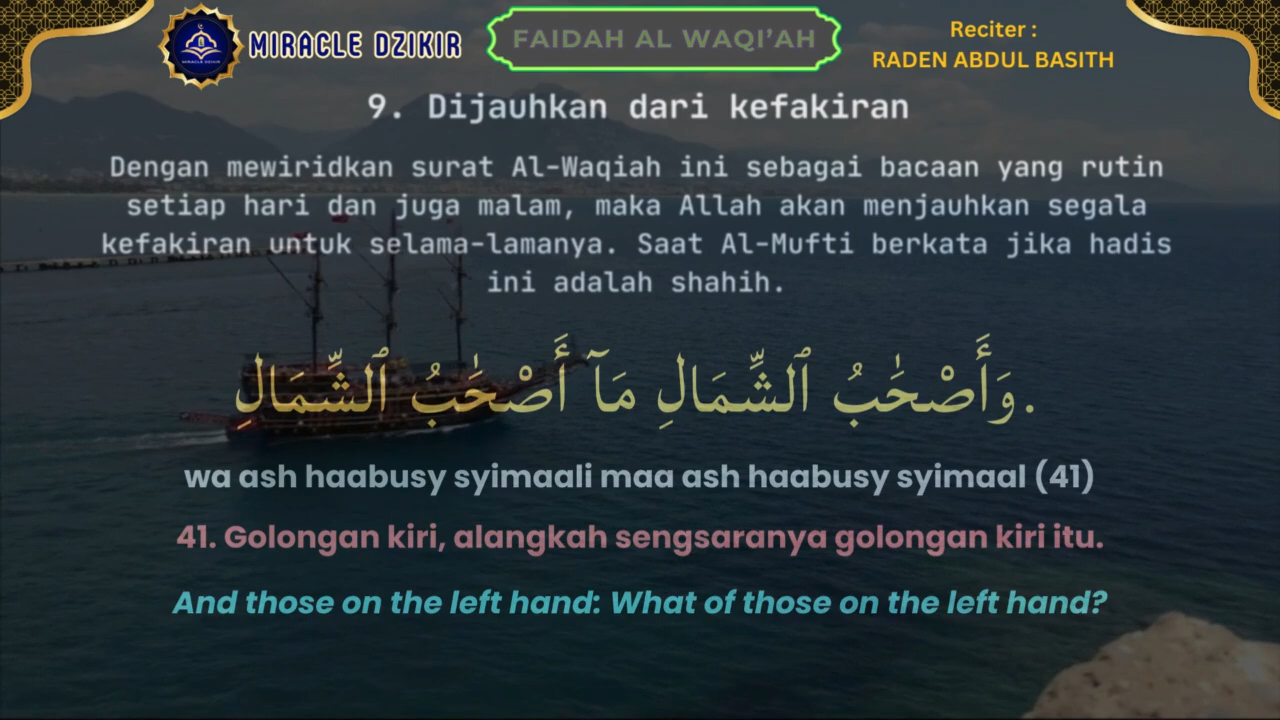 MIRACLE DZIKIR
FAIDAH AL WAQI'AH
Reciter :
RADEN ABDUL BASITH
9. Dijauhkan dari kefakiran
Dengan mewiridkan surat Al-Waqiah ini sebagai bacaan yang rutin
setiap hari dan juga malam, maka Allah akan menjauhkan segala
kefakiran untuk selama-lamanya. Saat Al-Mufti berkata jika hadis
ini adalah shahih.
وَأَصْحَٰبُ ٱلشِّمَالِ مَآ أَصْحَٰبُ ٱلشِّمَالِ.
wa ash haabusy syimaali maa ash haabusy syimaal (41)
41. Golongan kiri, alangkah sengsaranya golongan kiri itu.
And those on the left hand: What of those on the left hand?